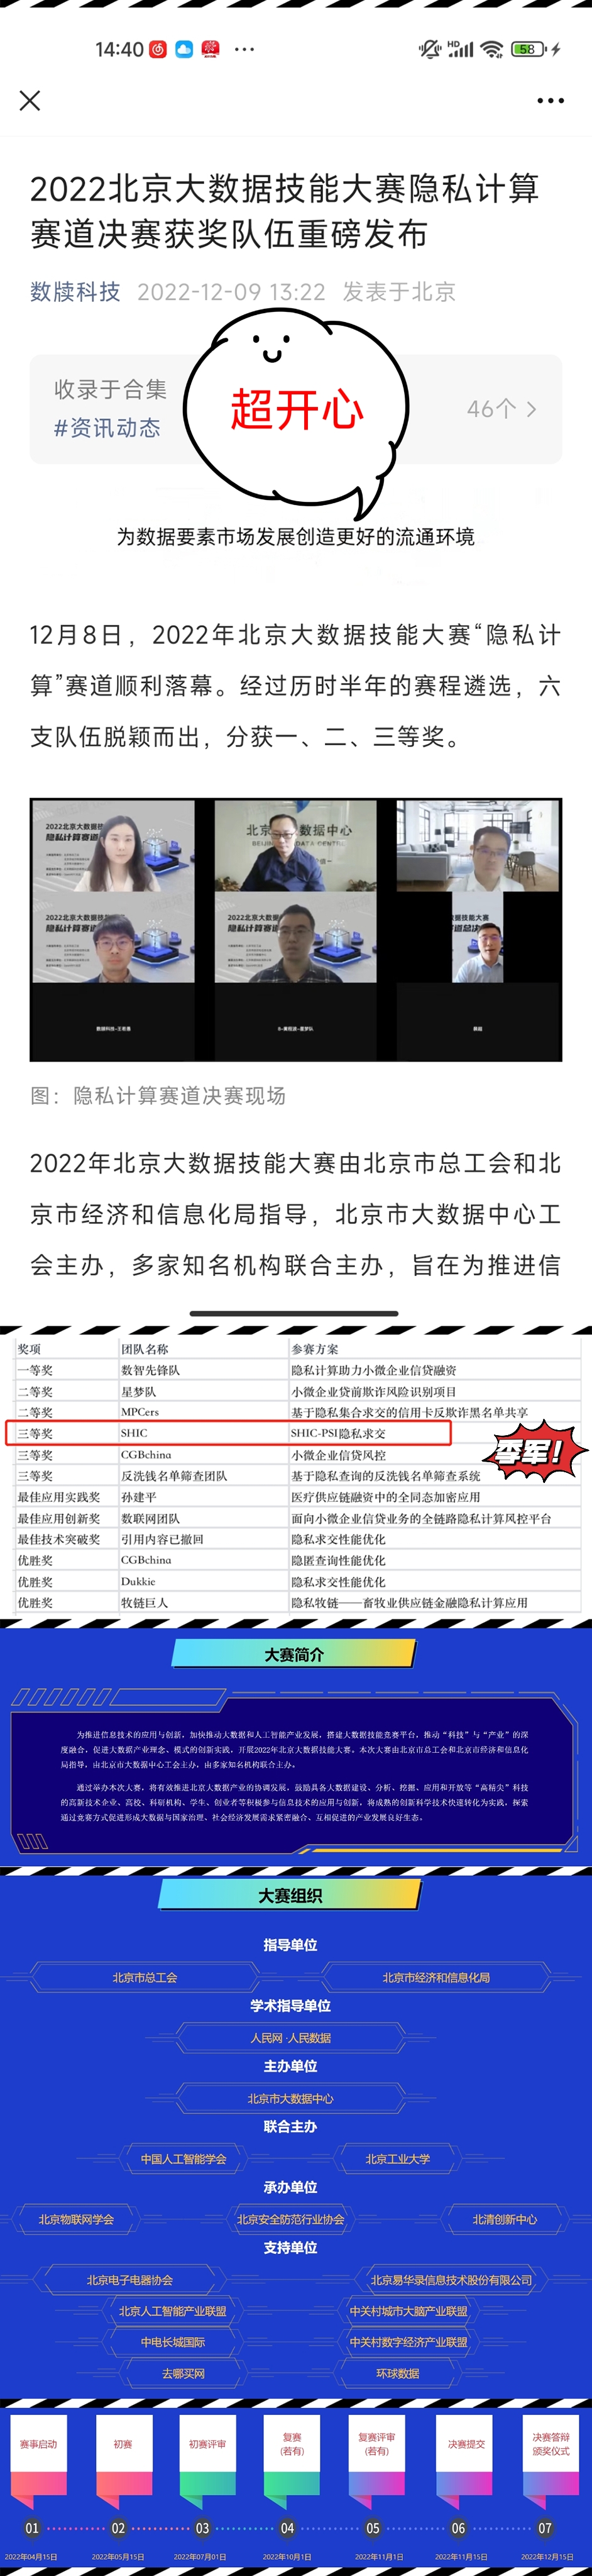 14:40
HD
58
2022北京大数据技能大赛隐私计算
赛道决赛获奖队伍重磅发布
数牍科技 2022-12-09 13:22 发表于北京
收录于合集
#资讯动态
46个
超开心
为数据要素市场发展创造更好的流通环境
12月8日，2022年北京大数据技能大赛“隐私计
算”赛道顺利落幕。经过历时半年的赛程遴选，六
支队伍脱颖而出，分获一、二、三等奖。
图：隐私计算赛道决赛现场
2022年北京大数据技能大赛由北京市总工会和北
京市经济和信息化局指导，北京市大数据中心工
会主办，多家知名机构联合主办，旨在为推进信
奖项 团队名称 参赛方案
一等奖 数智先锋队 隐私计算助力小微企业信贷融资
二等奖 星梦队 小微企业贷前欺诈风险识别项目
二等奖 MPCers 基于隐私集合求交的信用卡反欺诈黑名单共享
三等奖 SHIC SHIC-PSI隐私求交
季军!
三等奖 CGBchina 小微企业信贷风控
三等奖 反洗钱名单筛查团队 基于隐私查询的反洗钱名单筛查系统
最佳应用实践奖 孙建平 医疗供应链融资中的全同态加密应用
最佳应用创新奖 数联网团队 面向小微企业信贷业务的全链路隐私计算风控平台
最佳技术突破奖 引用内容已撤回 隐私求交性能优化
优胜奖 CGBchina 隐匿查询性能优化
优胜奖 Dukkie 隐私求交性能优化
优胜奖 牧链巨人 隐私牧链——畜牧业供应链金融隐私计算应用
大赛简介
为推进信息技术的应用与创新，加快推动大数据和人工智能产业发展，搭建大数据技能竞赛平台，推动“科技”与“产业”的深
度融合，促进大数据产业理念、模式的创新实践，开展2022年北京大数据技能大赛。本次大赛由北京市总工会和北京市经济和信息化
局指导，由北京市大数据中心工会主办，由多家知名机构联合主办。
通过举办本次大赛，将有效推进北京大数据产业的协调发展，鼓励具各大数据建设、分析、挖掘、应用和开放等“高精尖”科技
的高新技术企业、高校、科研机构、学生、创业者等积极参与信息技术的应用与创新，将成熟的创新科学技术快速转化为实践，探索
通过竞赛方式促进形成大数据与国家治理、社会经济发展需求紧密融合、互相促进的产业发展良好生态。
大赛组织
指导单位
北京市总工会 北京市经济和信息化局
学术指导单位
人民网·人民数据
主办单位
北京市大数据中心
联合主办
中国人工智能学会 北京工业大学
承办单位
北京物联网学会 北京安全防范行业协会 北清创新中心
支持单位
北京电子电器协会 北京易华录信息技术股份有限公司
北京人工智能产业联盟 中关村城市大脑产业联盟
中电长城国际 中关村数字经济产业联盟
去哪买网 环球数据
赛事启动 初赛 初赛评审 复赛 复赛评审 决赛提交 决赛答辩
(若有) (若有) 颁奖仪式
01 02 03 04 05 06 07
2022年04月15日 2022年05月15日 2022年07月01日 2022年10月1日 2022年11月1日 2022年11月15日 2022年12月15日